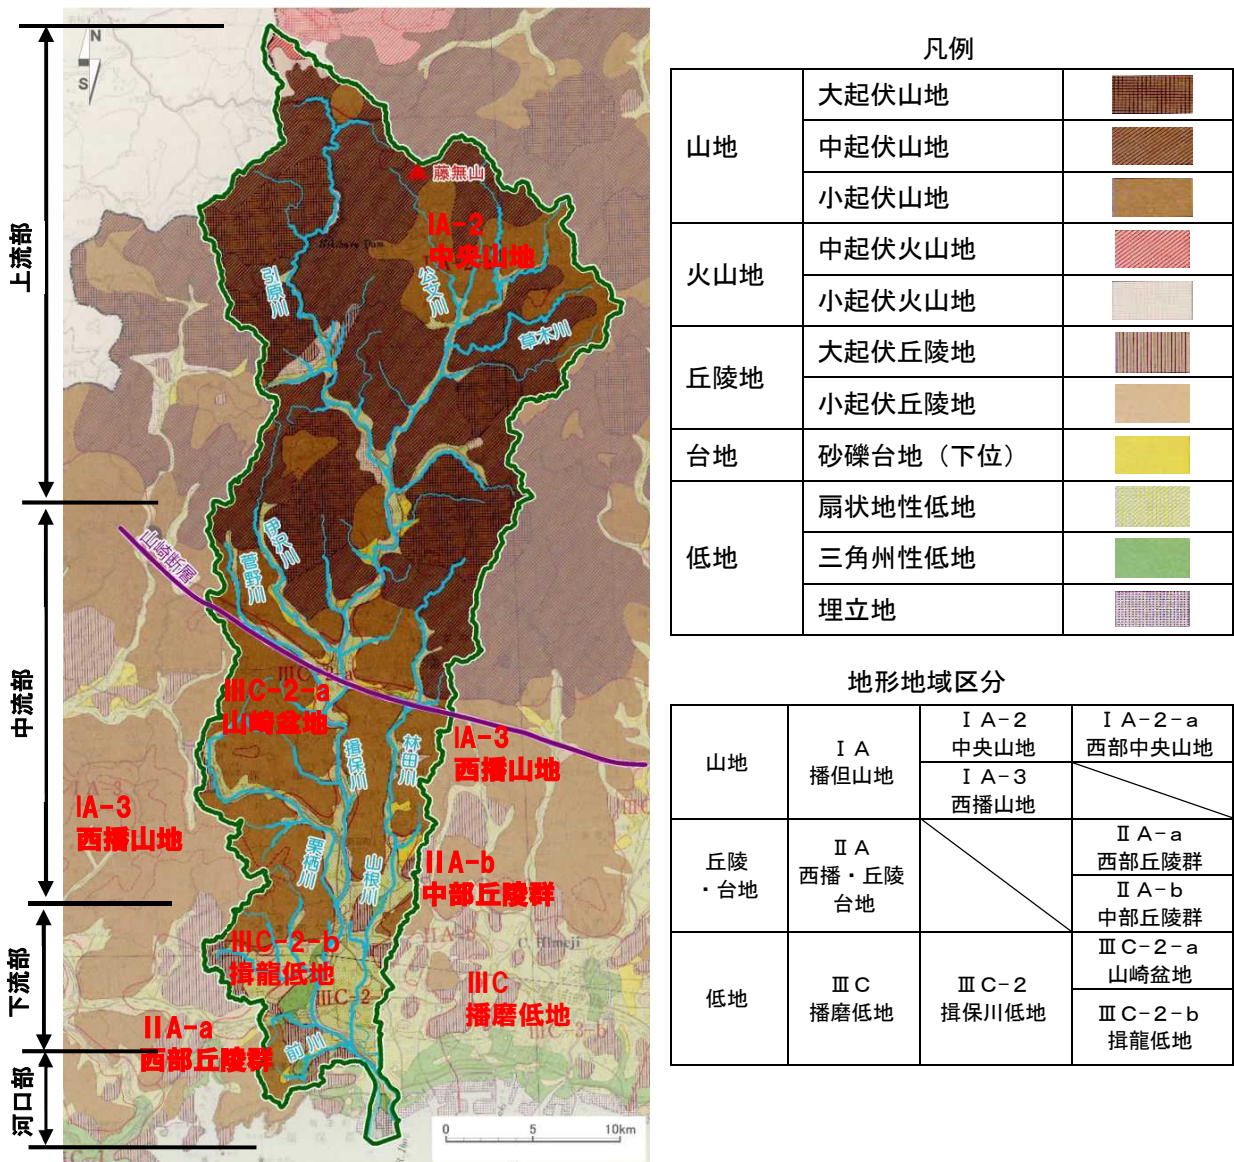 N
S
上流部
中流部
下流部
河口部
藤無山
ⅠA-2
中央山地
Hikihara Dam
引原川
公文川
草木川
伊沢川
菅野川
山崎断層
ⅢC-2-a
ⅢC-2-a
山崎盆地
ⅠA-3
西播山地
揖保川
林田川
ⅠA-3
西播山地
栗栖川
山根川
ⅡA-b
中部丘陵群
ⅡA-b
C. Himeji
ⅢC-2-b
揖龍低地
ⅢC-2
ⅢC
播磨低地
ⅢC-3-b
ⅡA-a
西部丘陵群
前川
0 5 10km
凡例
山地 大起伏山地
中起伏山地
小起伏山地
火山地 中起伏火山地
小起伏火山地
丘陵地 大起伏丘陵地
小起伏丘陵地
台地 砂礫台地（下位）
低地 扇状地性低地
三角州性低地
埋立地
地形地域区分
山地 ⅠA 播但山地
ⅠA-2 中央山地
ⅠA-2-a 西部中央山地
ⅠA-3 西播山地
丘陵・台地 ⅡA 西播・丘陵台地
ⅡA-a 西部丘陵群
ⅡA-b 中部丘陵群
低地 ⅢC 播磨低地
ⅢC-2 揖保川低地
ⅢC-2-a 山崎盆地
ⅢC-2-b 揖龍低地